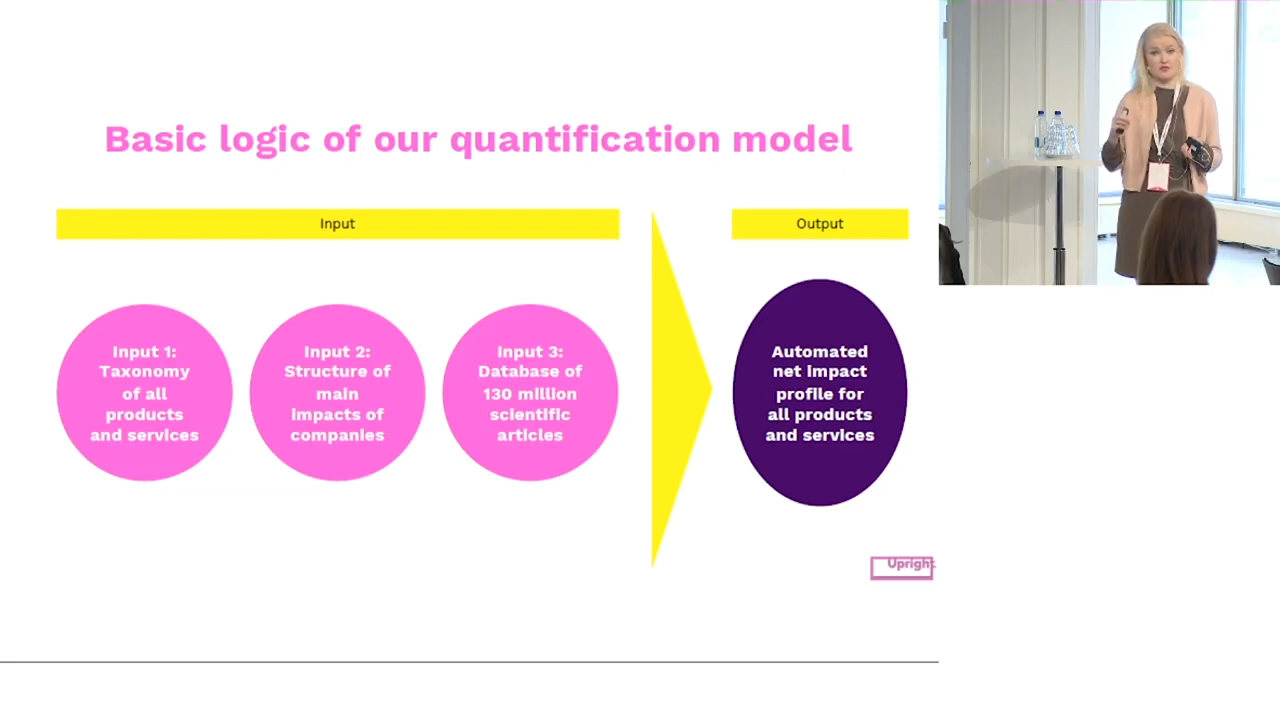 Basic logic of our quantification model
Input
Output
Input 1:
Taxonomy
of all
products
and services
Input 2:
Structure of
main
impacts of
companies
Input 3:
Database of
130 million
scientific
articles
Automated
net impact
profile for
all products
and services
Upright